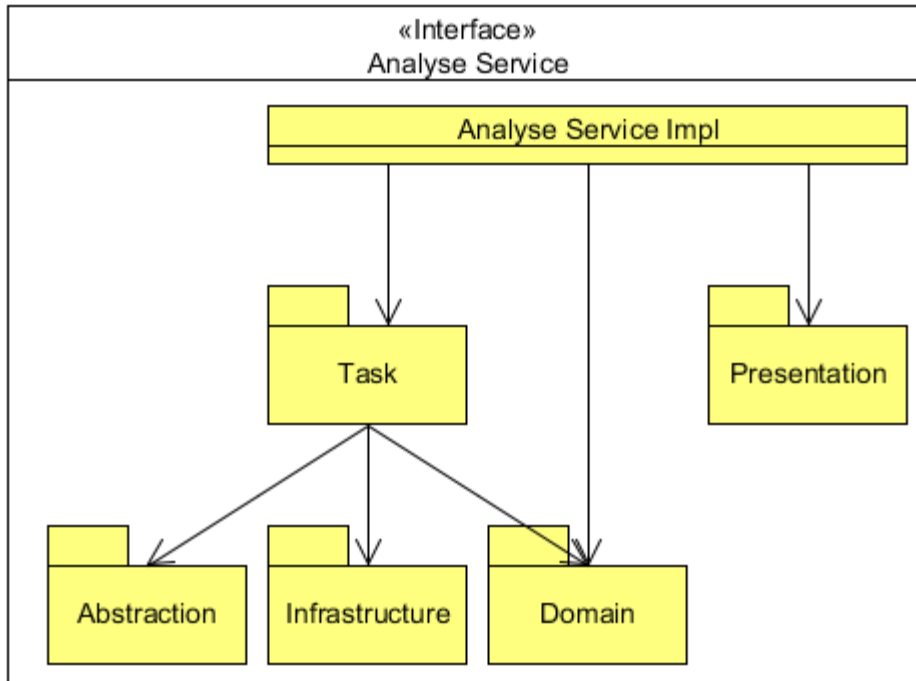 «Interface»
Analyse Service
Analyse Service Impl
Task
Presentation
Abstraction
Infrastructure
Domain